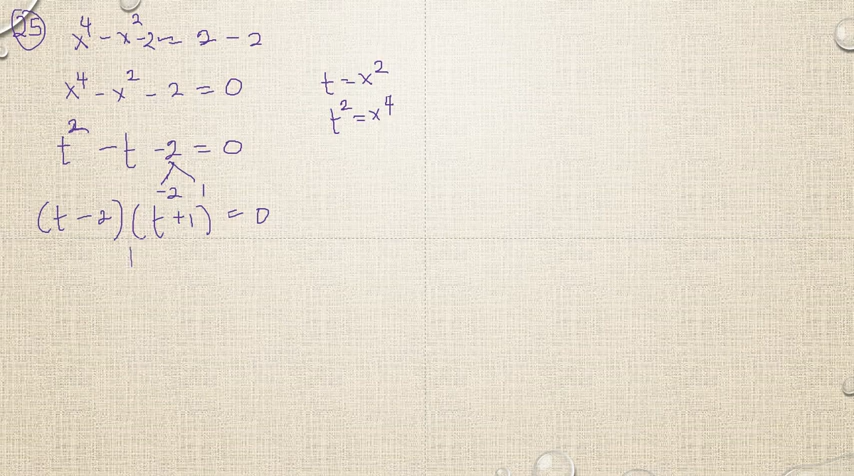 25 x⁴ - x² - 2 = 2 - 2
x⁴ - x² - 2 = 0
t = x²
t² = x⁴
t² - t - 2 = 0
-2 1
(t - 2)(t + 1) = 0